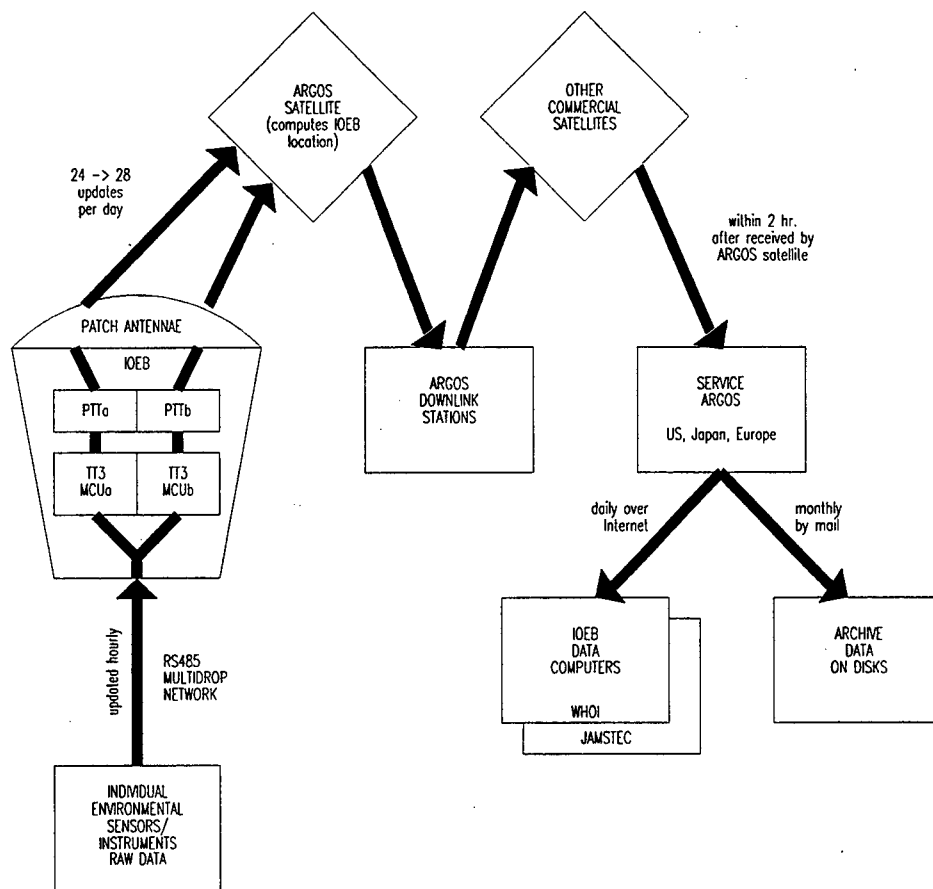 ARGOS
SATELLITE
(computes IOEB
location)
OTHER
COMMERCIAL
SATELLITES
24 -> 28
updates
per day
within 2 hr.
after received by
ARGOS satellite
PATCH ANTENNAE
IOEB
PTTa
PTTb
TT3
MCUa
TT3
MCUb
ARGOS
DOWNLINK
STATIONS
SERVICE
ARGOS
US, Japan, Europe
daily over
Internet
monthly
by mail
updated hourly
RS485
MULTIDROP
NETWORK
IOEB
DATA
COMPUTERS
WHOI
JAMSTEC
ARCHIVE
DATA
ON DISKS
INDIVIDUAL
ENVIRONMENTAL
SENSORS/
INSTRUMENTS
RAW DATA